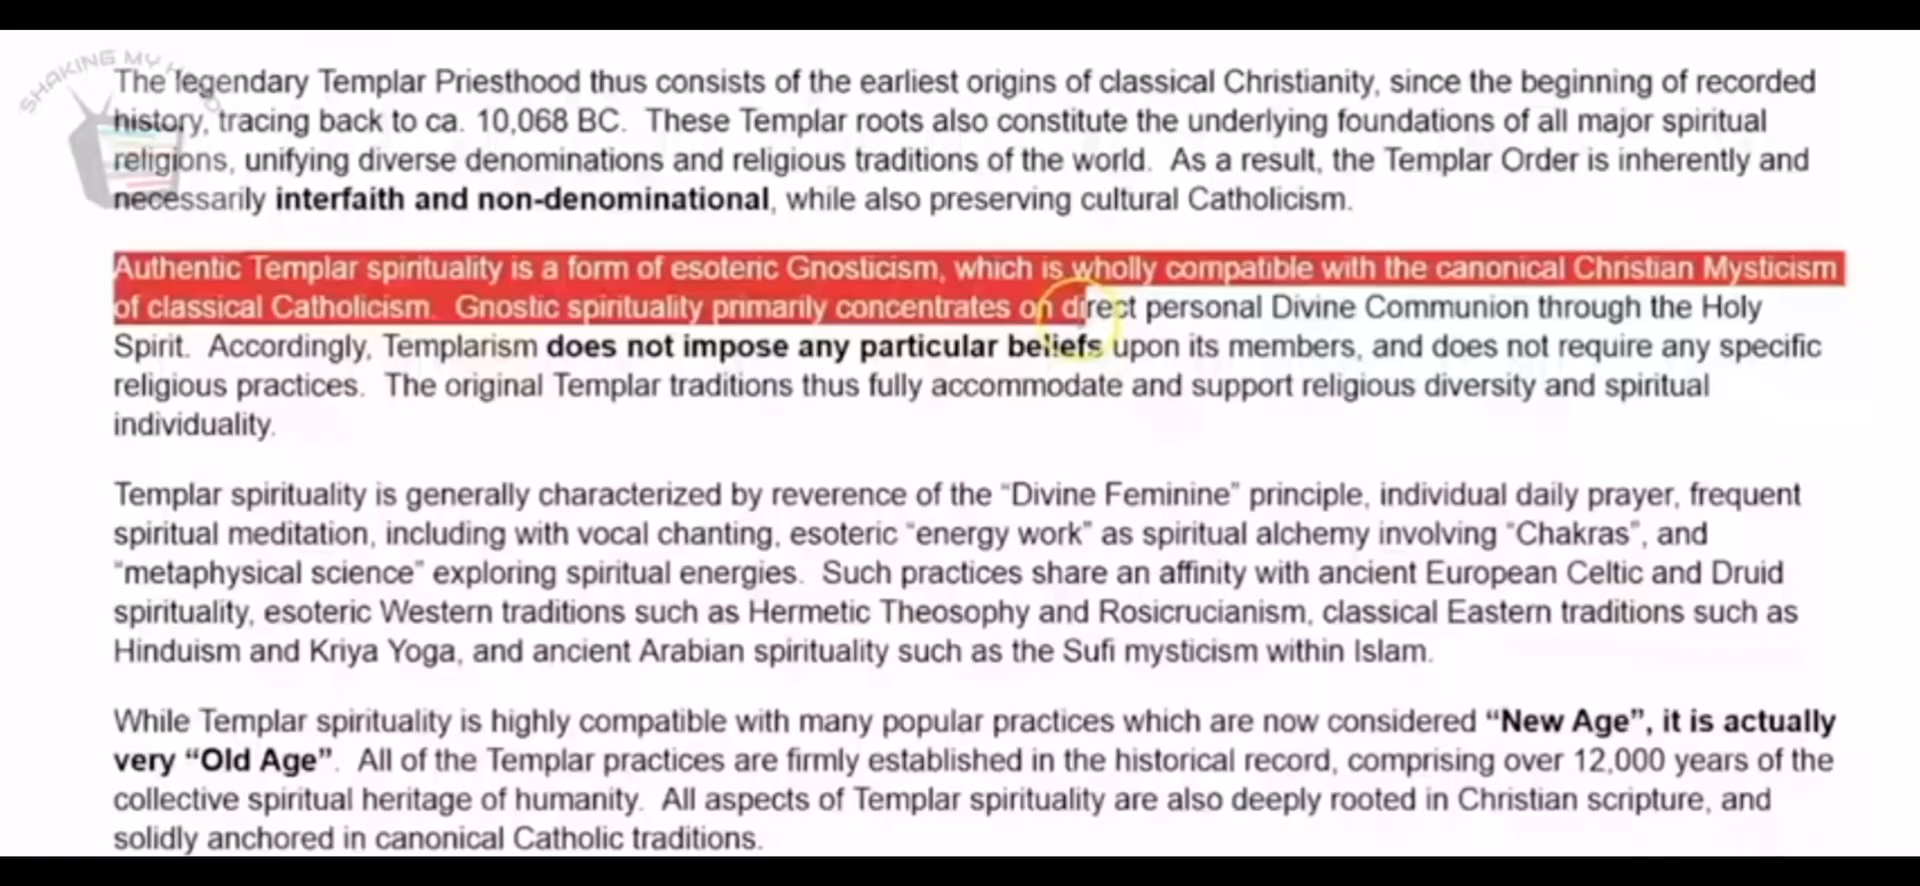 SHAKING MY H
The legendary Templar Priesthood thus consists of the earliest origins of classical Christianity, since the beginning of recorded
history, tracing back to ca. 10,068 BC. These Templar roots also constitute the underlying foundations of all major spiritual
religions, unifying diverse denominations and religious traditions of the world. As a result, the Templar Order is inherently and
necessarily interfaith and non-denominational, while also preserving cultural Catholicism.
Authentic Templar spirituality is a form of esoteric Gnosticism, which is wholly compatible with the canonical Christian Mysticism
of classical Catholicism. Gnostic spirituality primarily concentrates on direct personal Divine Communion through the Holy
Spirit. Accordingly, Templarism does not impose any particular beliefs upon its members, and does not require any specific
religious practices. The original Templar traditions thus fully accommodate and support religious diversity and spiritual
individuality.
Templar spirituality is generally characterized by reverence of the “Divine Feminine” principle, individual daily prayer, frequent
spiritual meditation, including with vocal chanting, esoteric “energy work” as spiritual alchemy involving “Chakras”, and
“metaphysical science” exploring spiritual energies. Such practices share an affinity with ancient European Celtic and Druid
spirituality, esoteric Western traditions such as Hermetic Theosophy and Rosicrucianism, classical Eastern traditions such as
Hinduism and Kriya Yoga, and ancient Arabian spirituality such as the Sufi mysticism within Islam.
While Templar spirituality is highly compatible with many popular practices which are now considered “New Age”, it is actually
very “Old Age”. All of the Templar practices are firmly established in the historical record, comprising over 12,000 years of the
collective spiritual heritage of humanity. All aspects of Templar spirituality are also deeply rooted in Christian scripture, and
solidly anchored in canonical Catholic traditions.